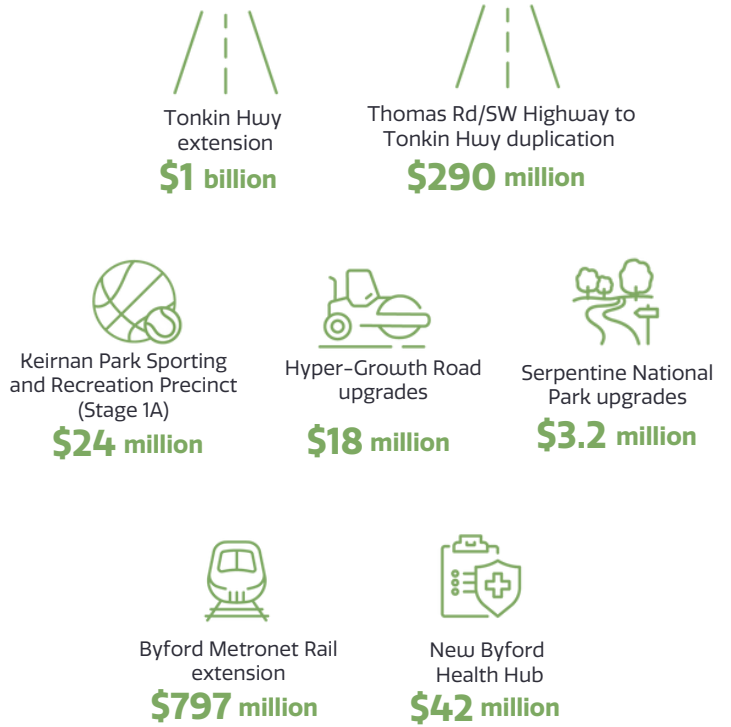 Tonkin Hwy
extension
$1 billion
Thomas Rd/SW Highway to
Tonkin Hwy duplication
$290 million
Keirnan Park Sporting
and Recreation Precinct
(Stage 1A)
$24 million
Hyper-Growth Road
upgrades
$18 million
Serpentine National
Park upgrades
$3.2 million
Byford Metronet Rail
extension
$797 million
New Byford
Health Hub
$42 million